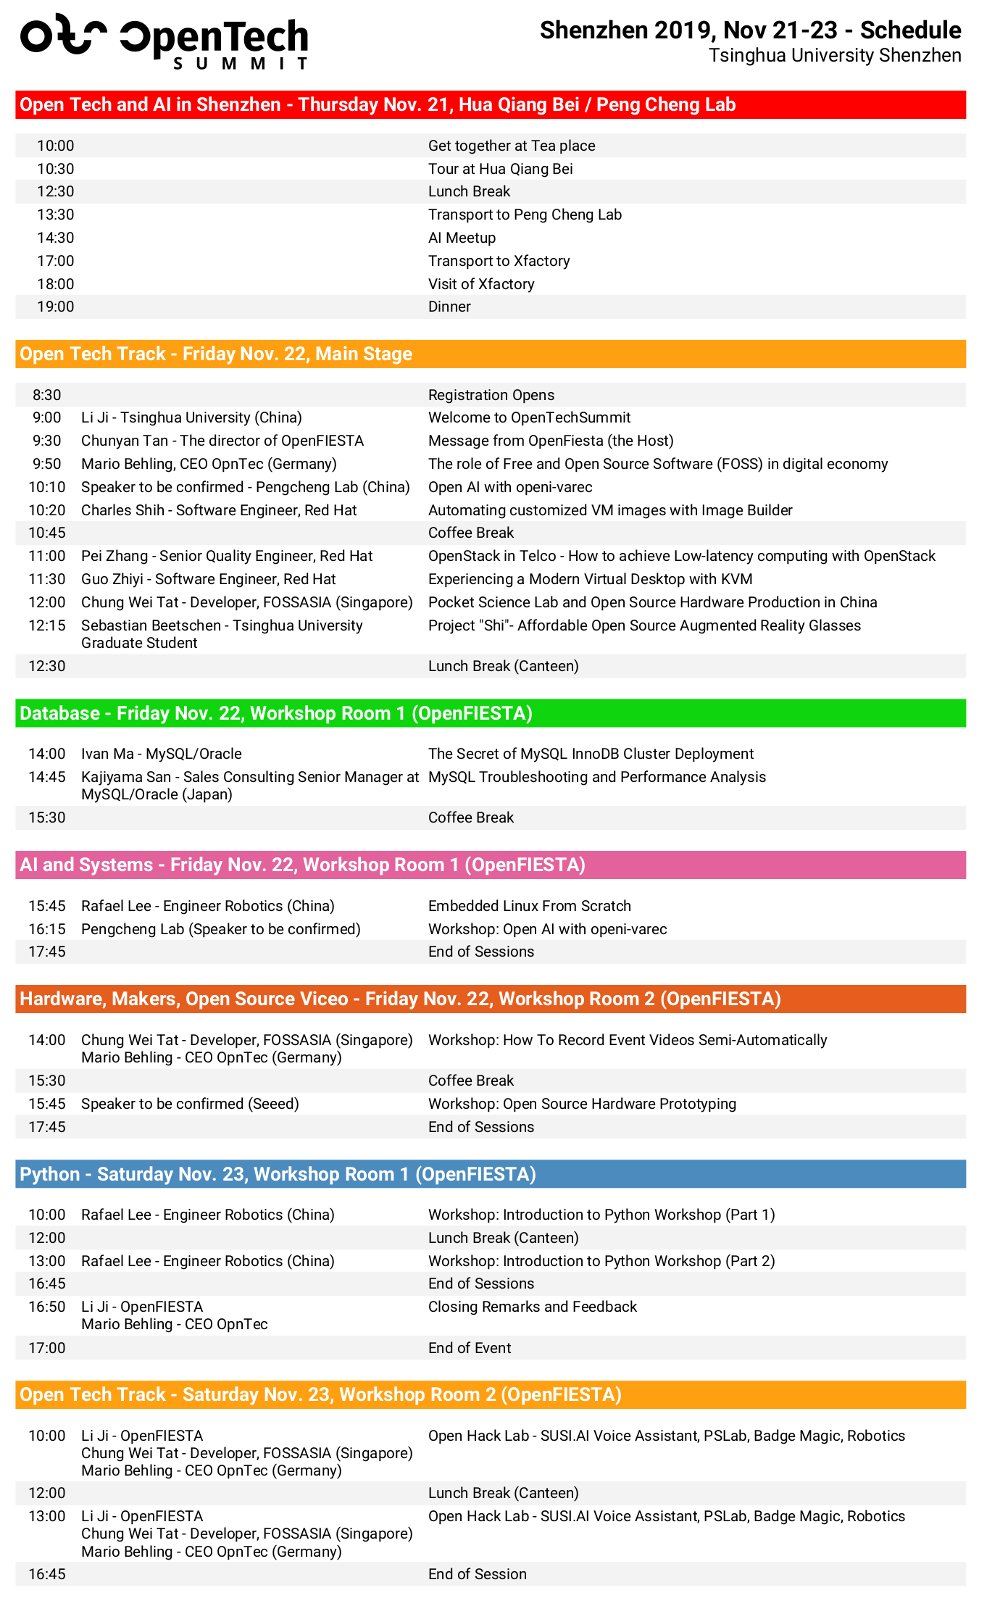 OpenTech
SUMMIT
Shenzhen 2019, Nov 21-23 - Schedule
Tsinghua University Shenzhen
Open Tech and AI in Shenzhen - Thursday Nov. 21, Hua Qiang Bei / Peng Cheng Lab
10:00 Get together at Tea place
10:30 Tour at Hua Qiang Bei
12:30 Lunch Break
13:30 Transport to Peng Cheng Lab
14:30 AI Meetup
17:00 Transport to Xfactory
18:00 Visit of Xfactory
19:00 Dinner
Open Tech Track - Friday Nov. 22, Main Stage
8:30 Registration Opens
9:00 Li Ji - Tsinghua University (China) Welcome to OpenTechSummit
9:30 Chunyan Tan - The director of OpenFIESTA Message from OpenFiesta (the Host)
9:50 Mario Behling, CEO OpnTec (Germany) The role of Free and Open Source Software (FOSS) in digital economy
10:10 Speaker to be confirmed - Pengcheng Lab (China) Open AI with openi-varec
10:20 Charles Shih - Software Engineer, Red Hat Automating customized VM images with Image Builder
10:45 Coffee Break
11:00 Pei Zhang - Senior Quality Engineer, Red Hat OpenStack in Telco - How to achieve Low-latency computing with OpenStack
11:30 Guo Zhiyi - Software Engineer, Red Hat Experiencing a Modern Virtual Desktop with KVM
12:00 Chung Wei Tat - Developer, FOSSASIA (Singapore) Pocket Science Lab and Open Source Hardware Production in China
12:15 Sebastian Beetschen - Tsinghua University Project "Shi"- Affordable Open Source Augmented Reality Glasses
Graduate Student
12:30 Lunch Break (Canteen)
Database - Friday Nov. 22, Workshop Room 1 (OpenFIESTA)
14:00 Ivan Ma - MySQL/Oracle The Secret of MySQL InnoDB Cluster Deployment
14:45 Kajiyama San - Sales Consulting Senior Manager at MySQL Troubleshooting and Performance Analysis
MySQL/Oracle (Japan)
15:30 Coffee Break
AI and Systems - Friday Nov. 22, Workshop Room 1 (OpenFIESTA)
15:45 Rafael Lee - Engineer Robotics (China) Embedded Linux From Scratch
16:15 Pengcheng Lab (Speaker to be confirmed) Workshop: Open AI with openi-varec
17:45 End of Sessions
Hardware, Makers, Open Source Viceo - Friday Nov. 22, Workshop Room 2 (OpenFIESTA)
14:00 Chung Wei Tat - Developer, FOSSASIA (Singapore) Workshop: How To Record Event Videos Semi-Automatically
Mario Behling - CEO OpnTec (Germany)
15:30 Coffee Break
15:45 Speaker to be confirmed (Seeed) Workshop: Open Source Hardware Prototyping
17:45 End of Sessions
Python - Saturday Nov. 23, Workshop Room 1 (OpenFIESTA)
10:00 Rafael Lee - Engineer Robotics (China) Workshop: Introduction to Python Workshop (Part 1)
12:00 Lunch Break (Canteen)
13:00 Rafael Lee - Engineer Robotics (China) Workshop: Introduction to Python Workshop (Part 2)
16:45 End of Sessions
16:50 Li Ji - OpenFIESTA Closing Remarks and Feedback
Mario Behling - CEO OpnTec
17:00 End of Event
Open Tech Track - Saturday Nov. 23, Workshop Room 2 (OpenFIESTA)
10:00 Li Ji - OpenFIESTA Open Hack Lab - SUSI.AI Voice Assistant, PSLab, Badge Magic, Robotics
Chung Wei Tat - Developer, FOSSASIA (Singapore)
Mario Behling - CEO OpnTec (Germany)
12:00 Lunch Break (Canteen)
13:00 Li Ji - OpenFIESTA Open Hack Lab - SUSI.AI Voice Assistant, PSLab, Badge Magic, Robotics
Chung Wei Tat - Developer, FOSSASIA (Singapore)
Mario Behling - CEO OpnTec (Germany)
16:45 End of Session